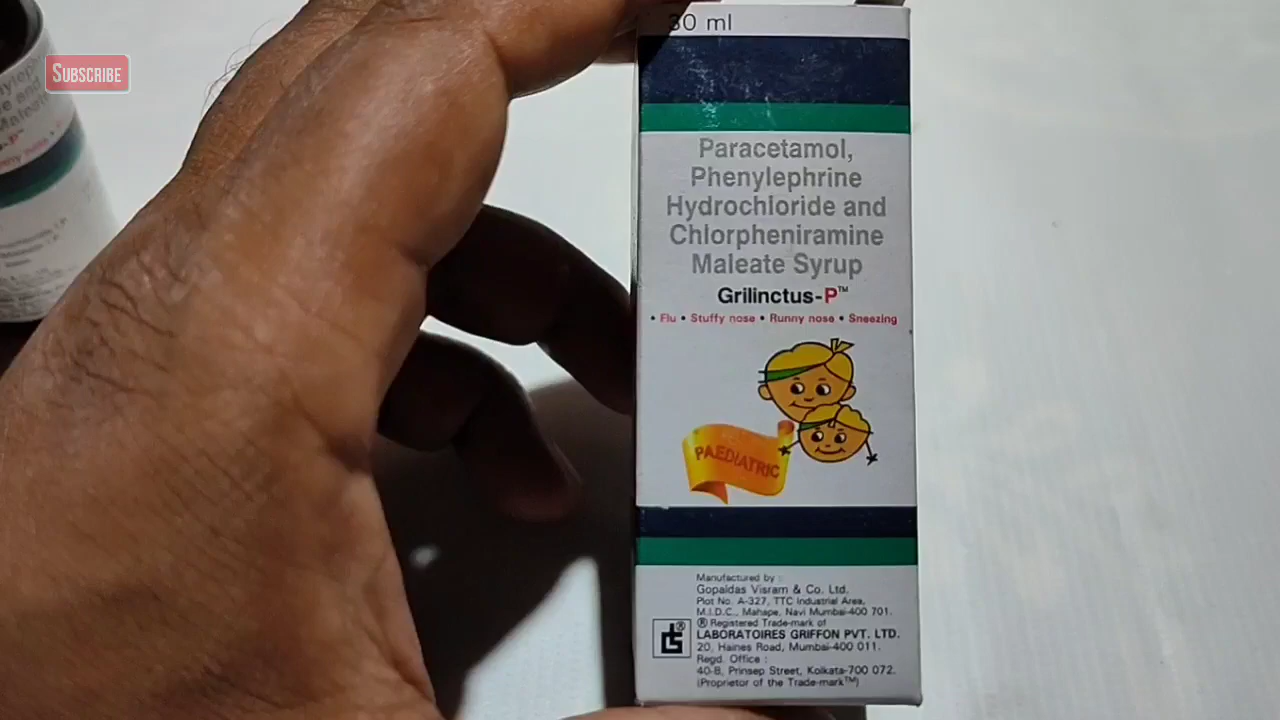 SUBSCRIBE
30 ml
Paracetamol,
Phenylephrine
Hydrochloride and
Chlorpheniramine
Maleate Syrup
Grilinctus-P™
• Flu • Stuffy nose • Runny nose • Sneezing
PAEDIATRIC
Manufactured by :
Gopaldas Visram & Co. Ltd.
Plot No. A-327, TTC Industrial Area,
M.I.D.C., Mahape, Navi Mumbai-400 701.
® Registered Trade-mark of
LABORATOIRES GRIFFON PVT. LTD.
20, Haines Road, Mumbai-400 011.
Regd. Office :
40-B, Prinsep Street, Kolkata-700 072.
(Proprietor of the Trade-mark™)